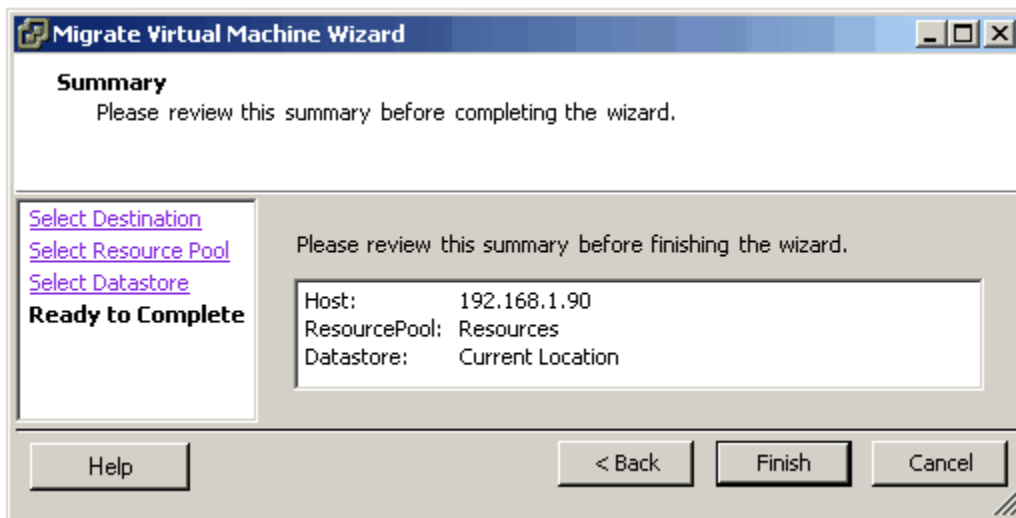 Migrate Virtual Machine Wizard
Summary
Please review this summary before completing the wizard.
Select Destination
Select Resource Pool
Select Datastore
Ready to Complete
Please review this summary before finishing the wizard.
Host: 192.168.1.90
ResourcePool: Resources
Datastore: Current Location
Help
< Back
Finish
Cancel